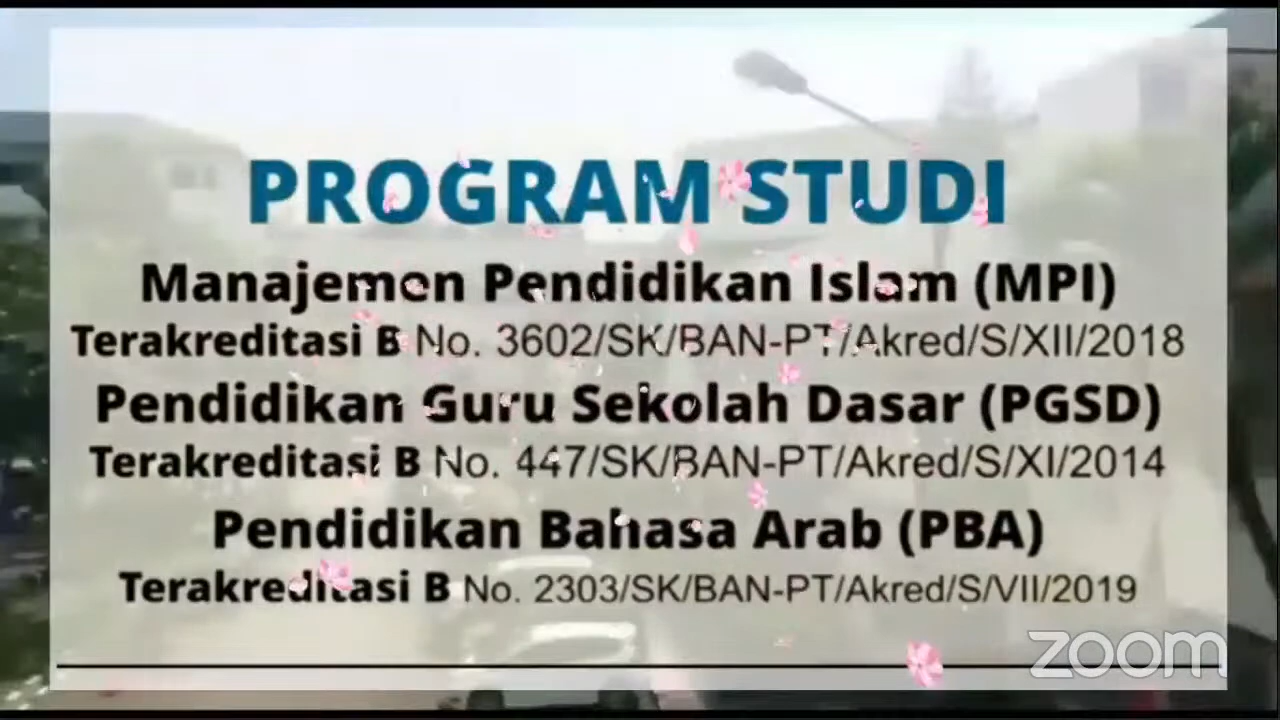 PROGRAM STUDI
Manajemen Pendidikan Islam (MPI)
Terakreditasi B No. 3602/SK/BAN-PT/Akred/S/XII/2018
Pendidikan Guru Sekolah Dasar (PGSD)
Terakreditasi B No. 447/SK/BAN-PT/Akred/S/XI/2014
Pendidikan Bahasa Arab (PBA)
Terakreditasi B No. 2303/SK/BAN-PT/Akred/S/VII/2019
zoom